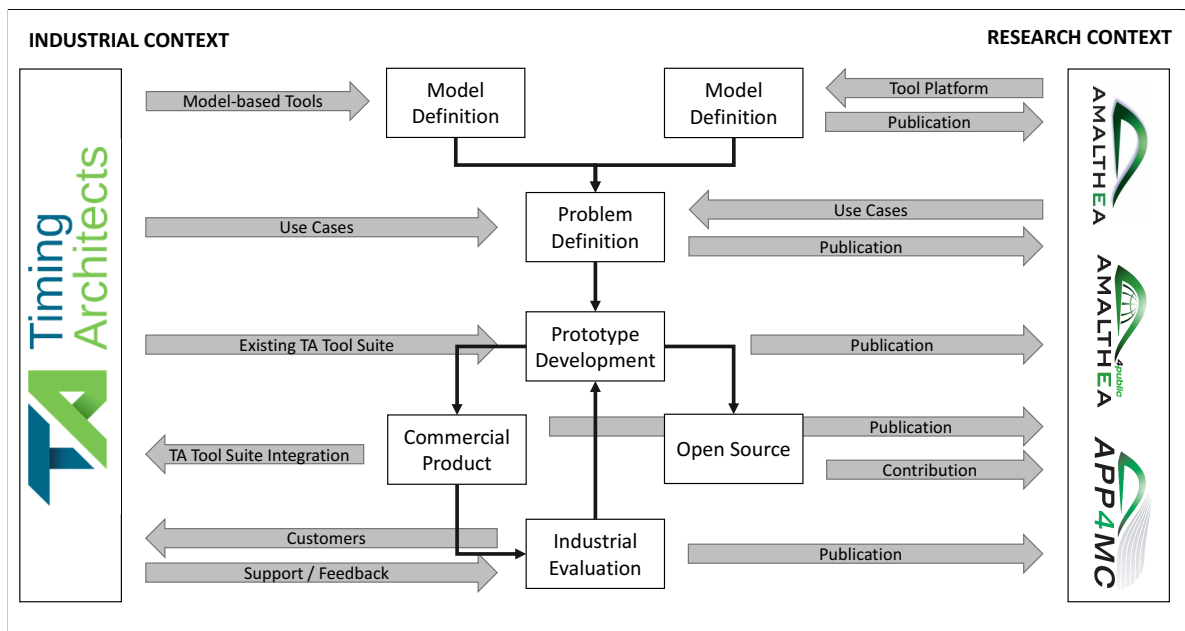 INDUSTRIAL CONTEXT
RESEARCH CONTEXT
Timing
Architects
TA
Model-based Tools
Model
Definition
Model
Definition
Tool Platform
Publication
AMALTHEA
Use Cases
Problem
Definition
Use Cases
Publication
AMALTHEA
4public
Existing TA Tool Suite
Prototype
Development
Publication
TA Tool Suite Integration
Commercial
Product
Open Source
Publication
Contribution
APP4MC
Customers
Support / Feedback
Industrial
Evaluation
Publication